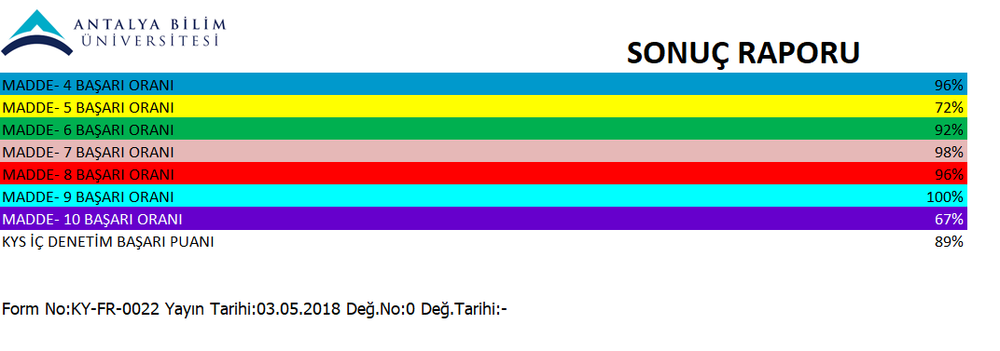 ANTALYA BİLİM
ÜNİVERSİTESİ
SONUÇ RAPORU
MADDE- 4 BAŞARI ORANI 96%
MADDE- 5 BAŞARI ORANI 72%
MADDE- 6 BAŞARI ORANI 92%
MADDE- 7 BAŞARI ORANI 98%
MADDE- 8 BAŞARI ORANI 96%
MADDE- 9 BAŞARI ORANI 100%
MADDE- 10 BAŞARI ORANI 67%
KYS İÇ DENETİM BAŞARI PUANI 89%
Form No:KY-FR-0022 Yayın Tarihi:03.05.2018 Değ.No:0 Değ.Tarihi:-